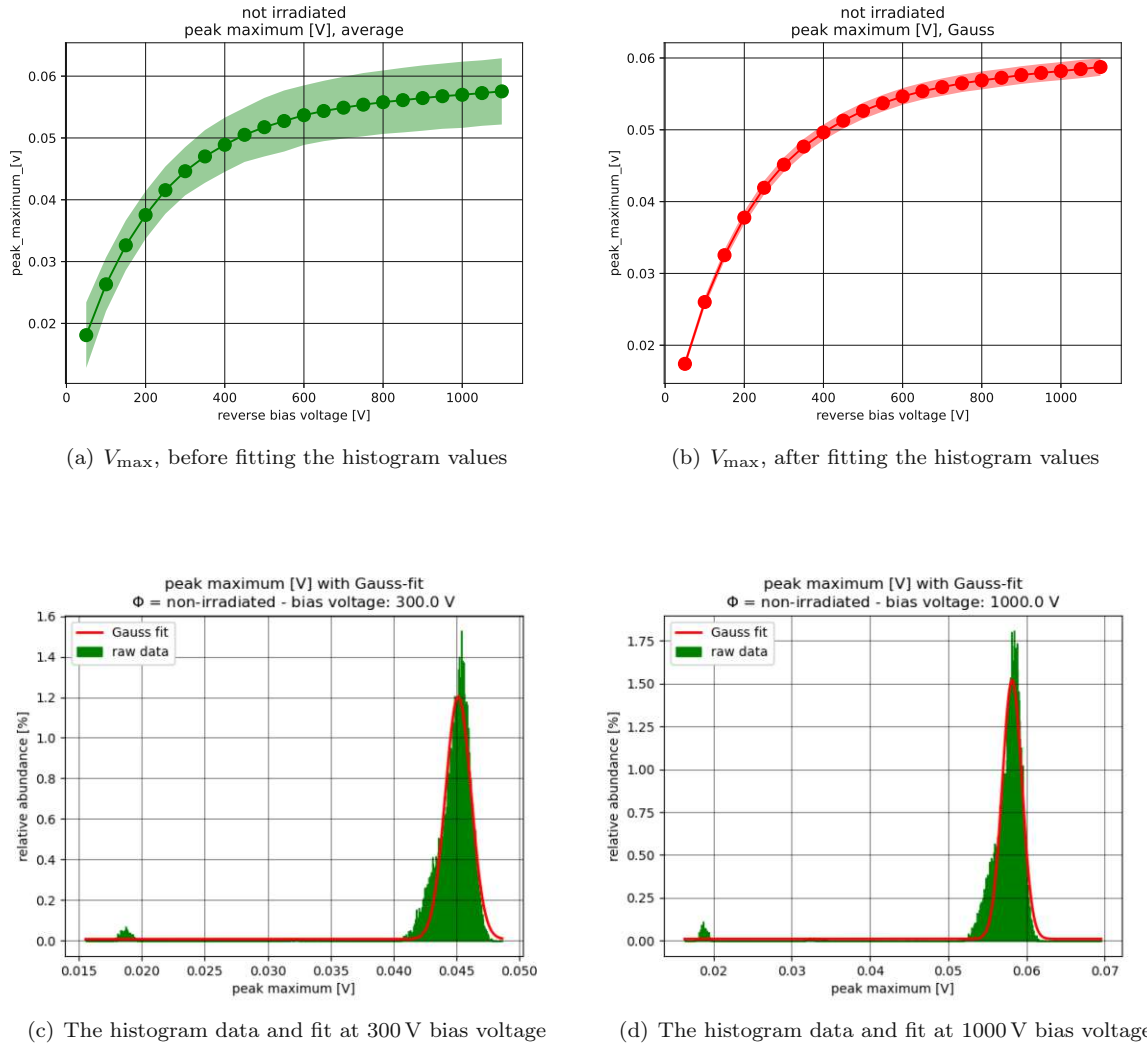 not irradiated
peak maximum [V], average
peak_maximum_[v]
0.06
0.05
0.04
0.03
0.02
0 200 400 600 800 1000
reverse bias voltage [V]
(a) Vmax, before fitting the histogram values
not irradiated
peak maximum [V], Gauss
peak_maximum_[v]
0.06
0.05
0.04
0.03
0.02
0 200 400 600 800 1000
reverse bias voltage [V]
(b) Vmax, after fitting the histogram values
peak maximum [V] with Gauss-fit
Φ = non-irradiated - bias voltage: 300.0 V
Gauss fit
raw data
relative abundance [%]
1.6
1.4
1.2
1.0
0.8
0.6
0.4
0.2
0.0
0.015 0.020 0.025 0.030 0.035 0.040 0.045 0.050
peak maximum [V]
(c) The histogram data and fit at 300 V bias voltage
peak maximum [V] with Gauss-fit
Φ = non-irradiated - bias voltage: 1000.0 V
Gauss fit
raw data
relative abundance [%]
1.75
1.50
1.25
1.00
0.75
0.50
0.25
0.00
0.02 0.03 0.04 0.05 0.06 0.07
peak maximum [V]
(d) The histogram data and fit at 1000 V bias voltage